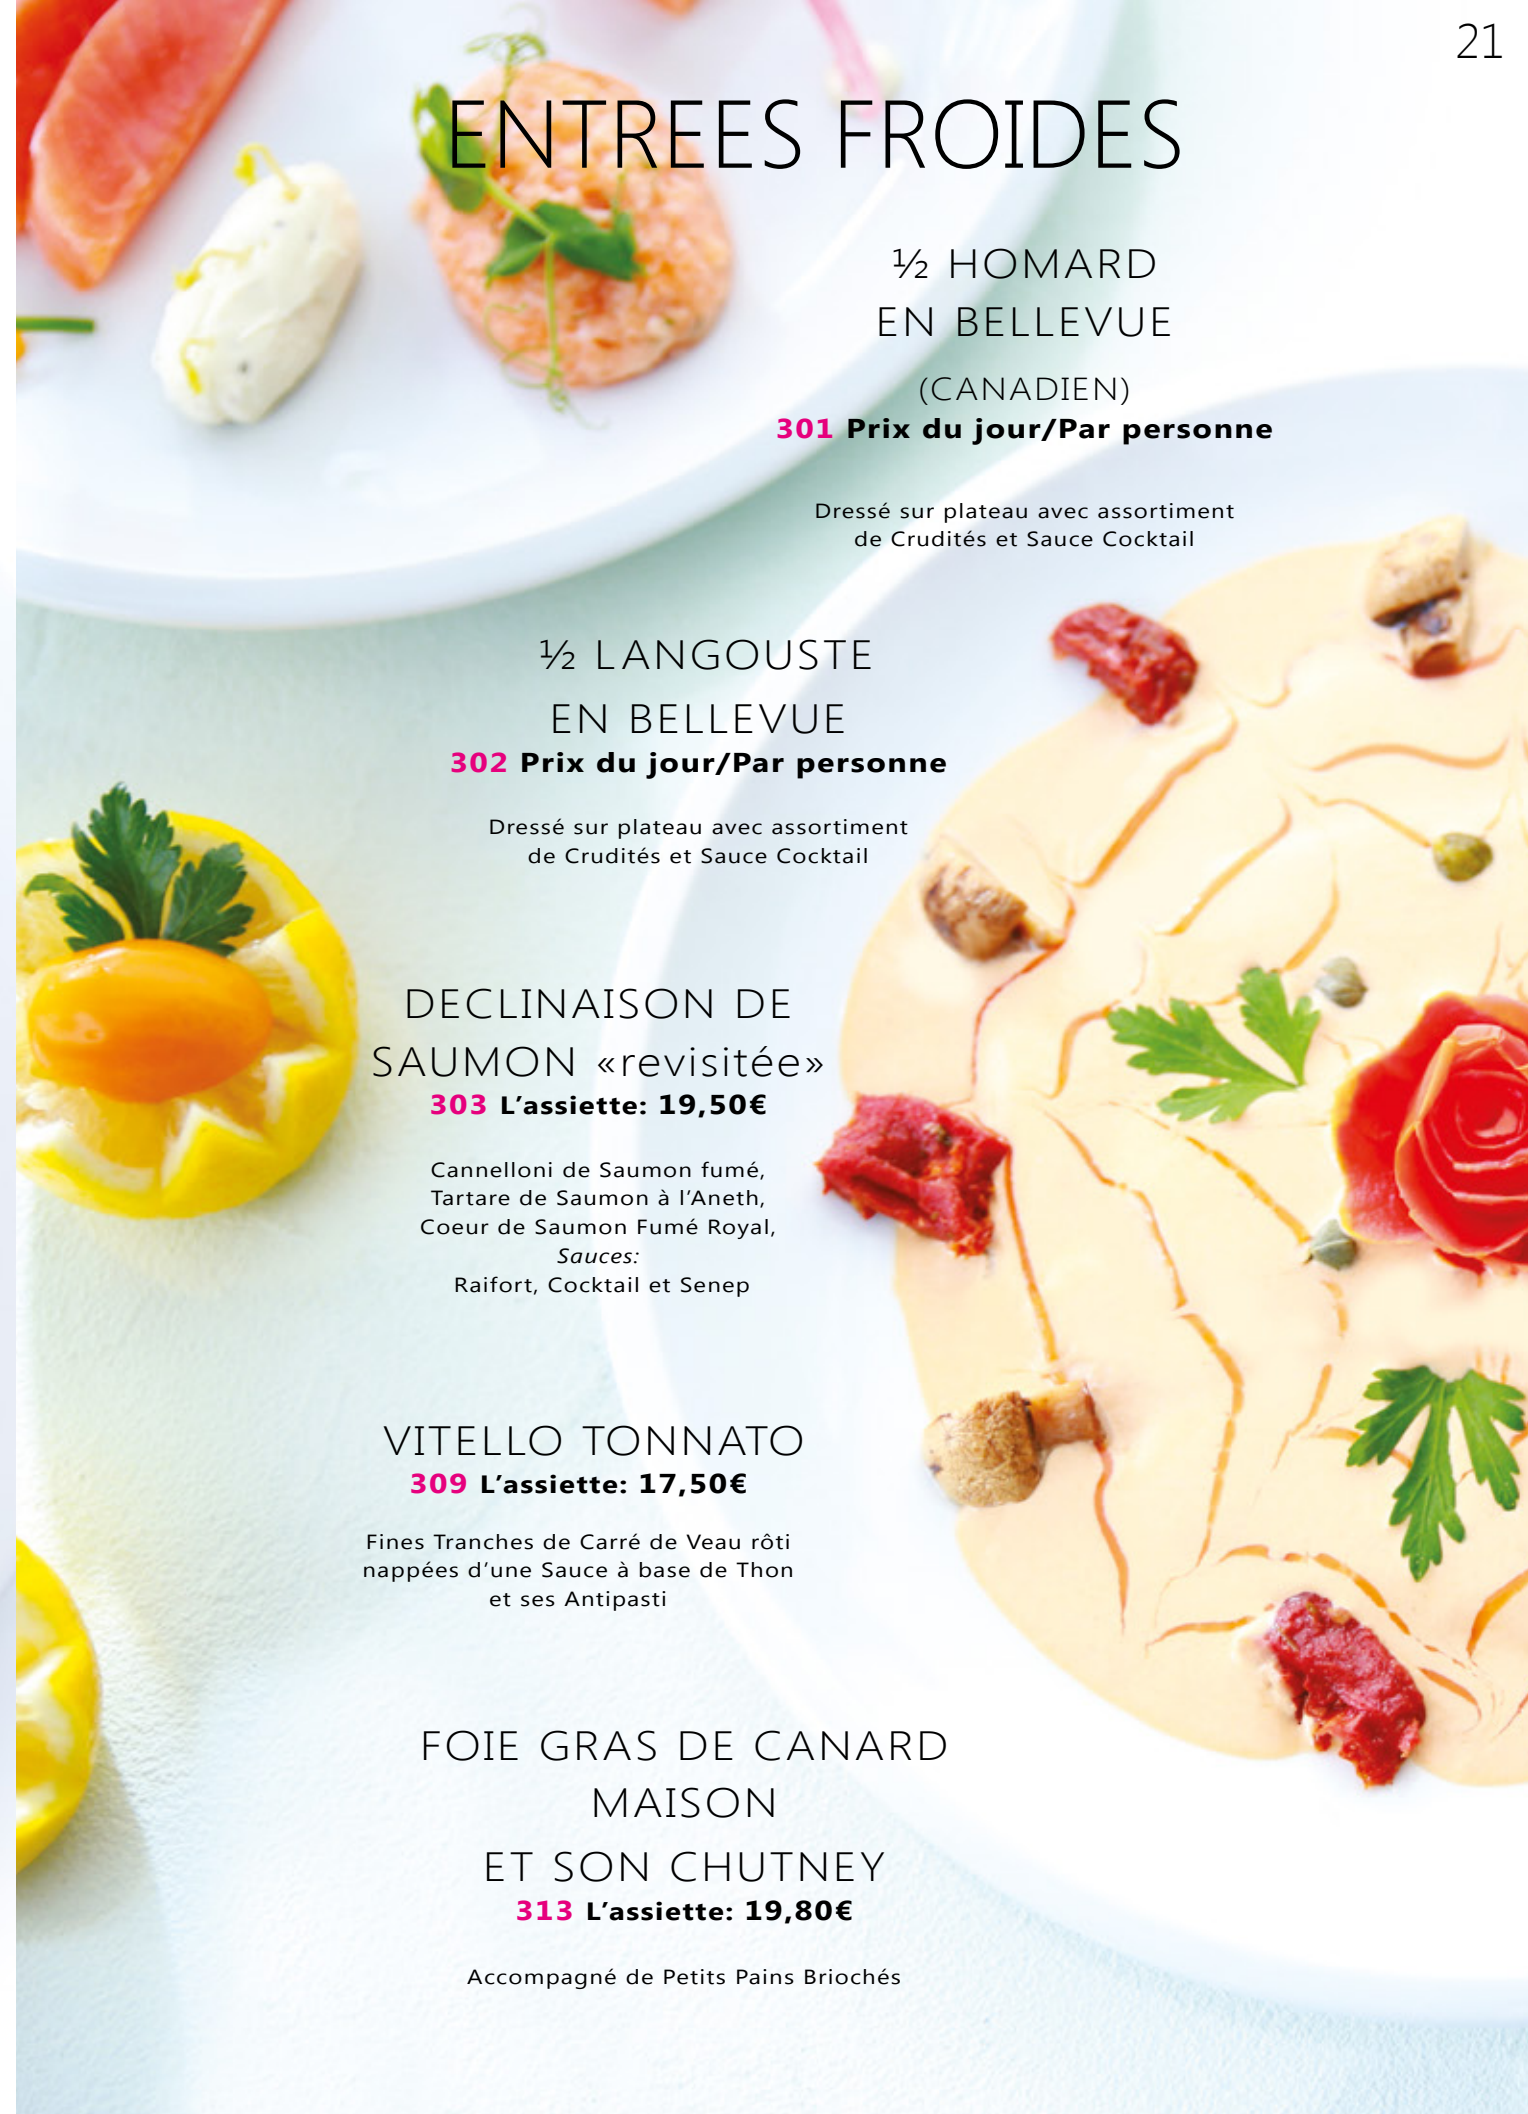 21
ENTREES FROIDES
½ HOMARD
EN BELLEVUE
(CANADIEN)
301 Prix du jour/Par personne
Dressé sur plateau avec assortiment
de Crudités et Sauce Cocktail
½ LANGOUSTE
EN BELLEVUE
302 Prix du jour/Par personne
Dressé sur plateau avec assortiment
de Crudités et Sauce Cocktail
DECLINAISON DE
SAUMON «revisitée»
303 L’assiette: 19,50€
Cannelloni de Saumon fumé,
Tartare de Saumon à l’Aneth,
Coeur de Saumon Fumé Royal,
Sauces:
Raifort, Cocktail et Senep
VITELLO TONNATO
309 L’assiette: 17,50€
Fines Tranches de Carré de Veau rôti
nappées d’une Sauce à base de Thon
et ses Antipasti
FOIE GRAS DE CANARD
MAISON
ET SON CHUTNEY
313 L’assiette: 19,80€
Accompagné de Petits Pains Briochés